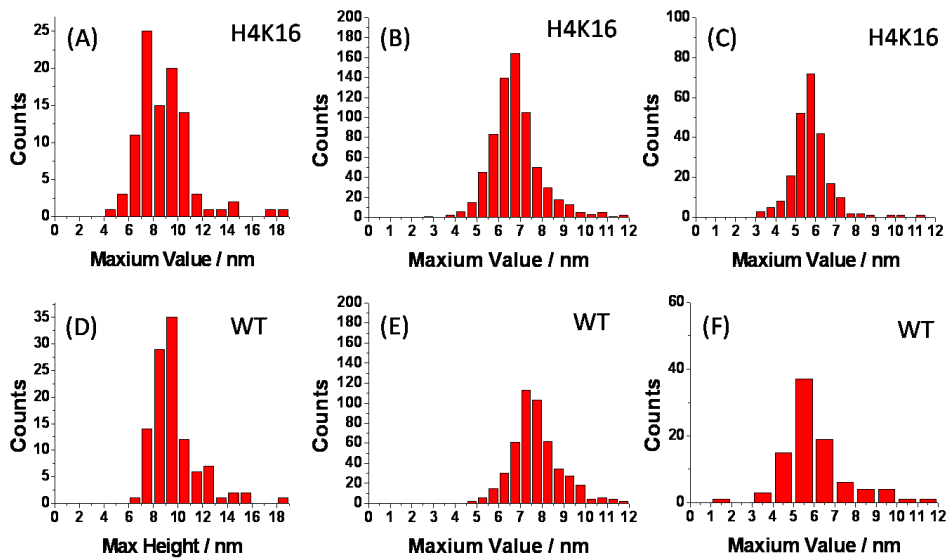 (A) H4K16
25
20
15
10
5
0
Counts
0 2 4 6 8 10 12 14 16 18
Maxium Value / nm
(B) H4K16
200
180
160
140
120
100
80
60
40
20
0
Counts
0 1 2 3 4 5 6 7 8 9 10 11 12
Maxium Value / nm
(C) H4K16
100
80
60
40
20
0
Counts
0 1 2 3 4 5 6 7 8 9 10 11 12
Maxium Value / nm
(D) WT
35
30
25
20
15
10
5
0
Counts
0 2 4 6 8 10 12 14 16 18
Max Height / nm
(E) WT
200
180
160
140
120
100
80
60
40
20
0
Counts
0 1 2 3 4 5 6 7 8 9 10 11 12
Maxium Value / nm
(F) WT
60
40
20
0
Counts
0 1 2 3 4 5 6 7 8 9 10 11 12
Maxium Value / nm